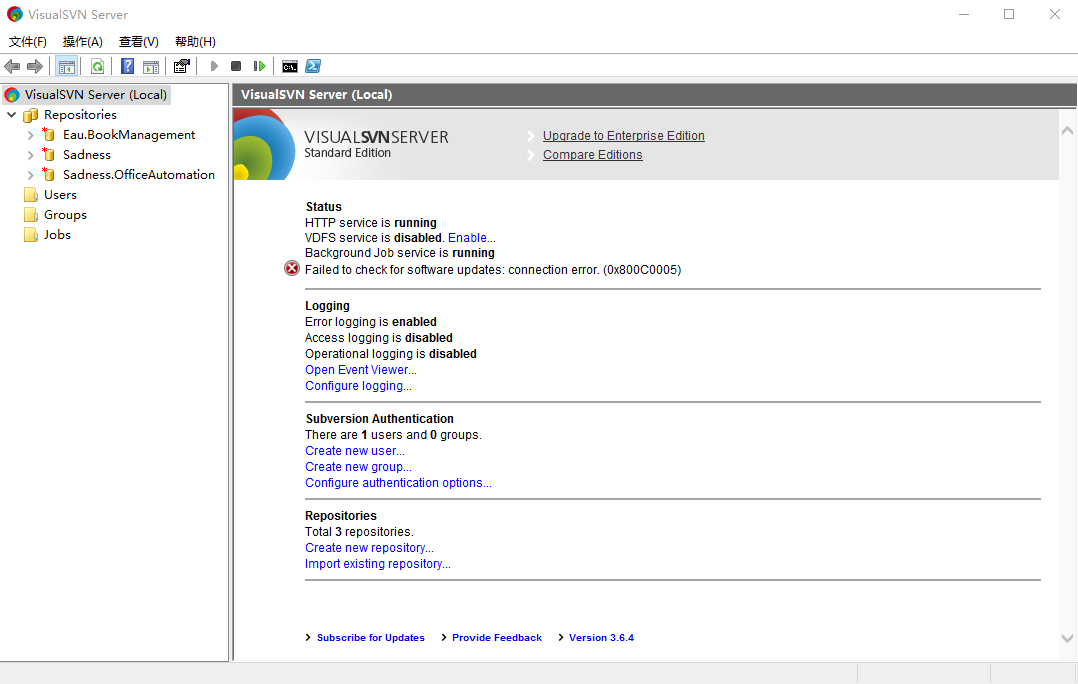 VisualSVN Server
文件(F) 操作(A) 查看(V) 帮助(H)
C:\.
VisualSVN Server (Local)
Repositories
Eau.BookManagement
Sadness
Sadness.OfficeAutomation
Users
Groups
Jobs
VisualSVN Server (Local)
VISUALSVNSERVER
Standard Edition
Upgrade to Enterprise Edition
Compare Editions
Status
HTTP service is running
VDFS service is disabled. Enable...
Background Job service is running
Failed to check for software updates: connection error. (0x800C0005)
Logging
Error logging is enabled
Access logging is disabled
Operational logging is disabled
Open Event Viewer...
Configure logging...
Subversion Authentication
There are 1 users and 0 groups.
Create new user...
Create new group...
Configure authentication options...
Repositories
Total 3 repositories.
Create new repository...
Import existing repository...
Subscribe for Updates Provide Feedback Version 3.6.4